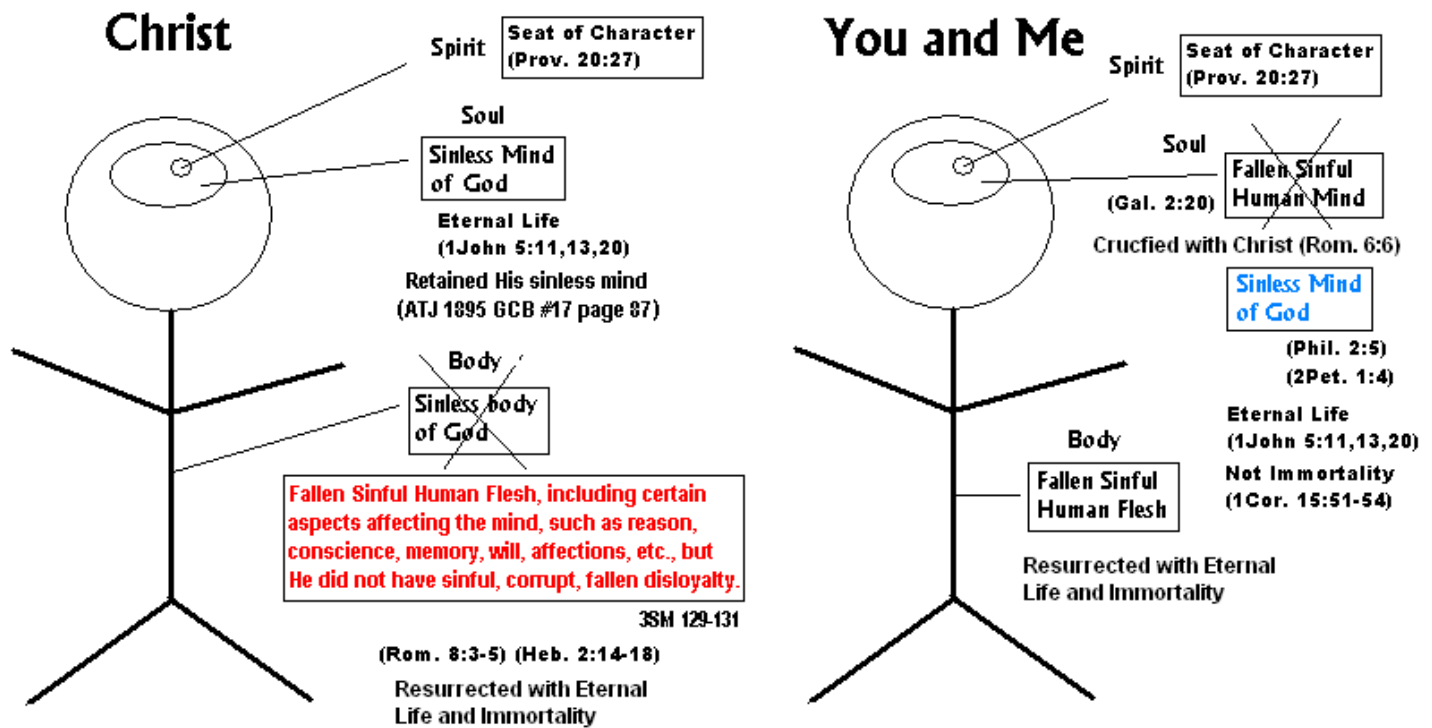 Christ
Spirit
Seat of Character
(Prov. 20:27)
Soul
Sinless Mind
of God
Eternal Life
(1John 5:11,13,20)
Retained His sinless mind
(ATJ 1895 GCB #17 page 87)
Body
Sinless body
of God
Fallen Sinful Human Flesh, including certain
aspects affecting the mind, such as reason,
conscience, memory, will, affections, etc., but
He did not have sinful, corrupt, fallen disloyalty.
3SM 129-131
(Rom. 8:3-5) (Heb. 2:14-18)
Resurrected with Eternal
Life and Immortality
You and Me
Spirit
Seat of Character
(Prov. 20:27)
Soul
Fallen Sinful
Human Mind
(Gal. 2:20)
Crucfied with Christ (Rom. 6:6)
Sinless Mind
of God
(Phil. 2:5)
(2Pet. 1:4)
Eternal Life
(1John 5:11,13,20)
Not Immortality
(1Cor. 15:51-54)
Body
Fallen Sinful
Human Flesh
Resurrected with Eternal
Life and Immortality